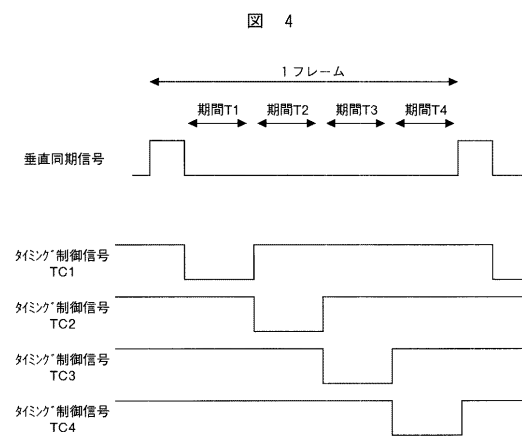 図 4
1フレーム
期間T1 期間T2 期間T3 期間T4
垂直同期信号
タイミング制御信号
TC1
タイミング制御信号
TC2
タイミング制御信号
TC3
タイミング制御信号
TC4